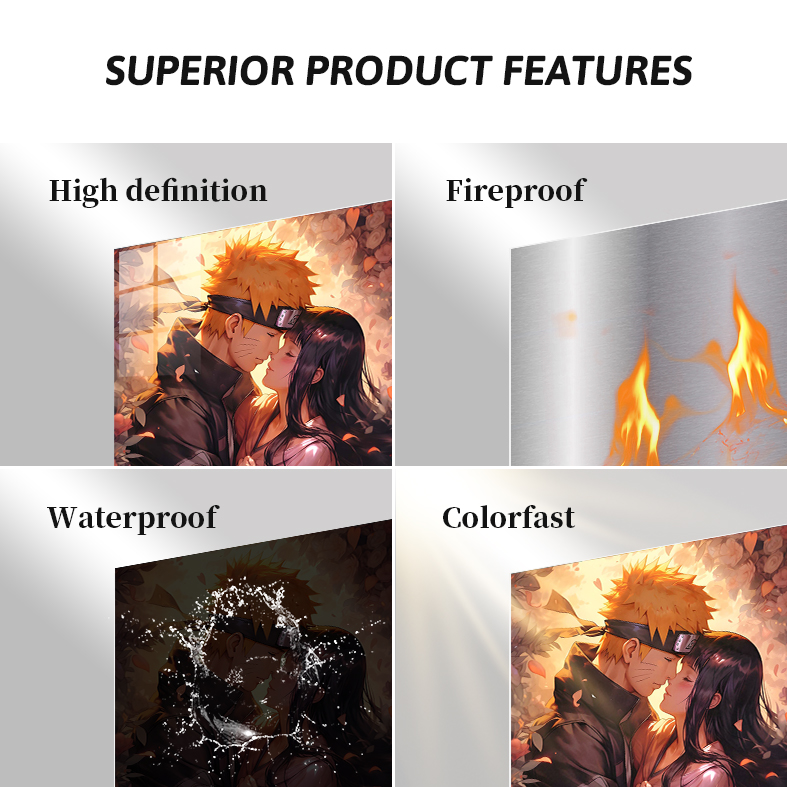 SUPERIOR PRODUCT FEATURES
High definition
Fireproof
Waterproof
Colorfast